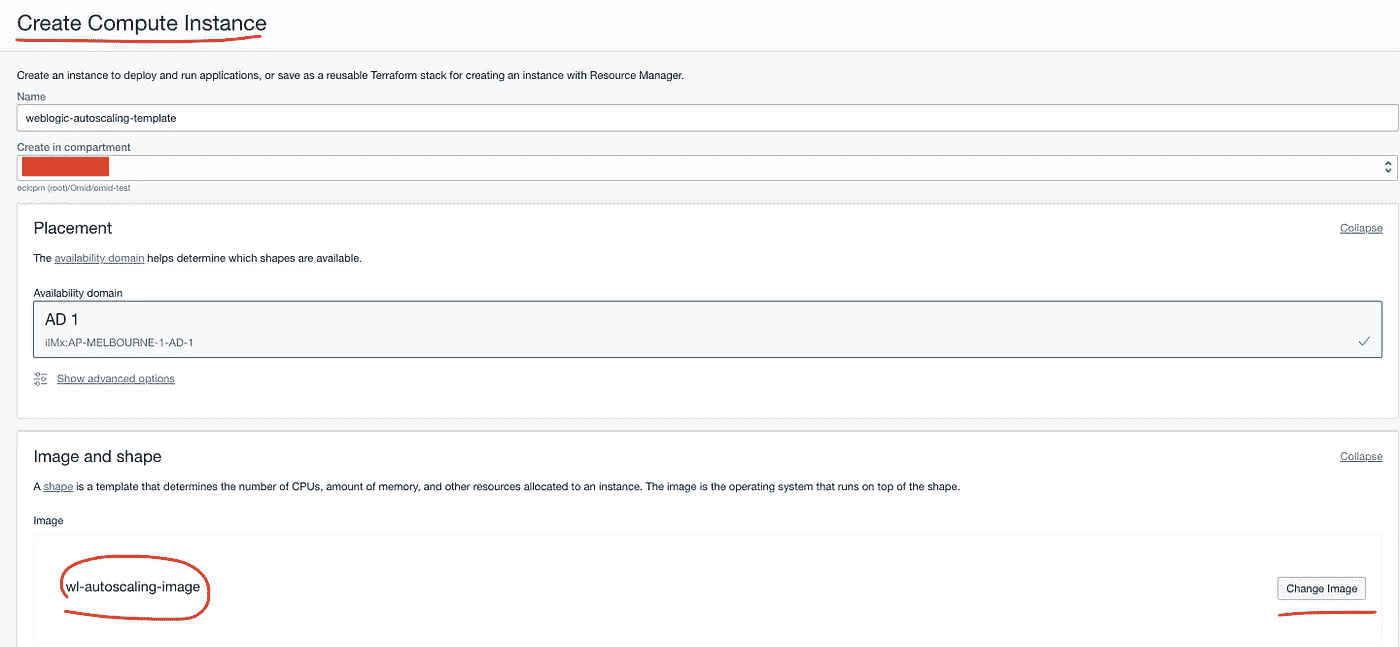 Create Compute Instance
Create an instance to deploy and run applications, or save as a reusable Terraform stack for creating an instance with Resource Manager.
Name
weblogic-autoscaling-template
Create in compartment
ocicpm (root)/Omid/omid-test
Placement
Collapse
The availability domain helps determine which shapes are available.
Availability domain
AD 1
iIMx:AP-MELBOURNE-1-AD-1
Show advanced options
Image and shape
Collapse
A shape is a template that determines the number of CPUs, amount of memory, and other resources allocated to an instance. The image is the operating system that runs on top of the shape.
Image
wl-autoscaling-image
Change Image